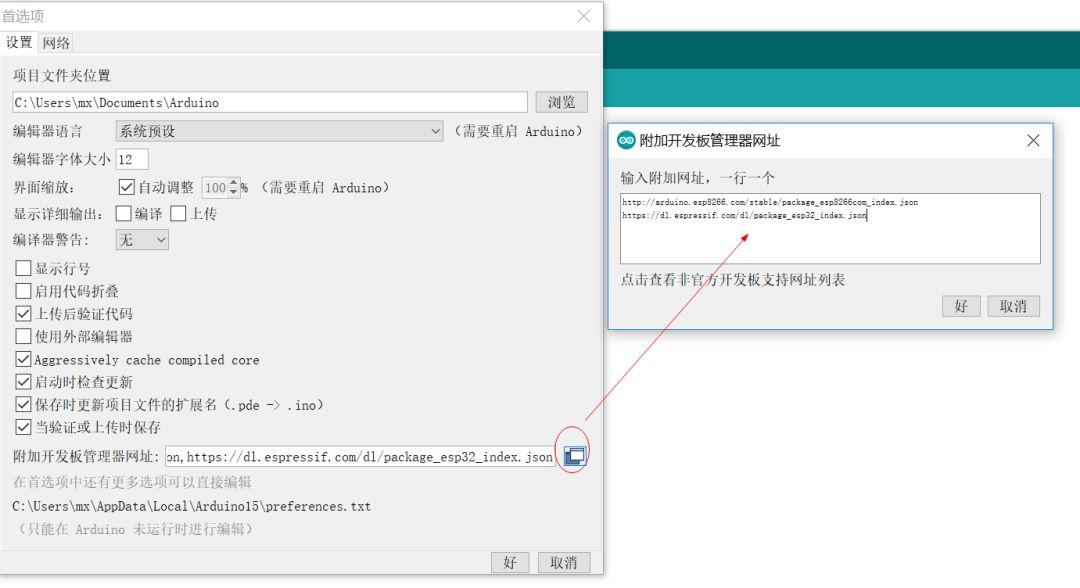 首选项
设置 网络
项目文件夹位置
C:\Users\mx\Documents\Arduino 浏览
编辑器语言 系统预设 （需要重启 Arduino）
编辑器字体大小 12
界面缩放： 自动调整 100 % （需要重启 Arduino）
显示详细输出： 编译 上传
编译器警告： 无
显示行号
启用代码折叠
上传后验证代码
使用外部编辑器
Aggressively cache compiled core
启动时检查更新
保存时更新项目文件的扩展名（.pde -> .ino）
当验证或上传时保存
附加开发板管理器网址： on,https://dl.espressif.com/dl/package_esp32_index.json
在首选项中还有更多选项可以直接编辑
C:\Users\mx\AppData\Local\Arduino15\preferences.txt
（只能在 Arduino 未运行时进行编辑）
好 取消
附加开发板管理器网址
输入附加网址，一行一个
http://arduino.esp8266.com/stable/package_esp8266com_index.json
https://dl.espressif.com/dl/package_esp32_index.json
点击查看非官方开发板支持网址列表
好 取消